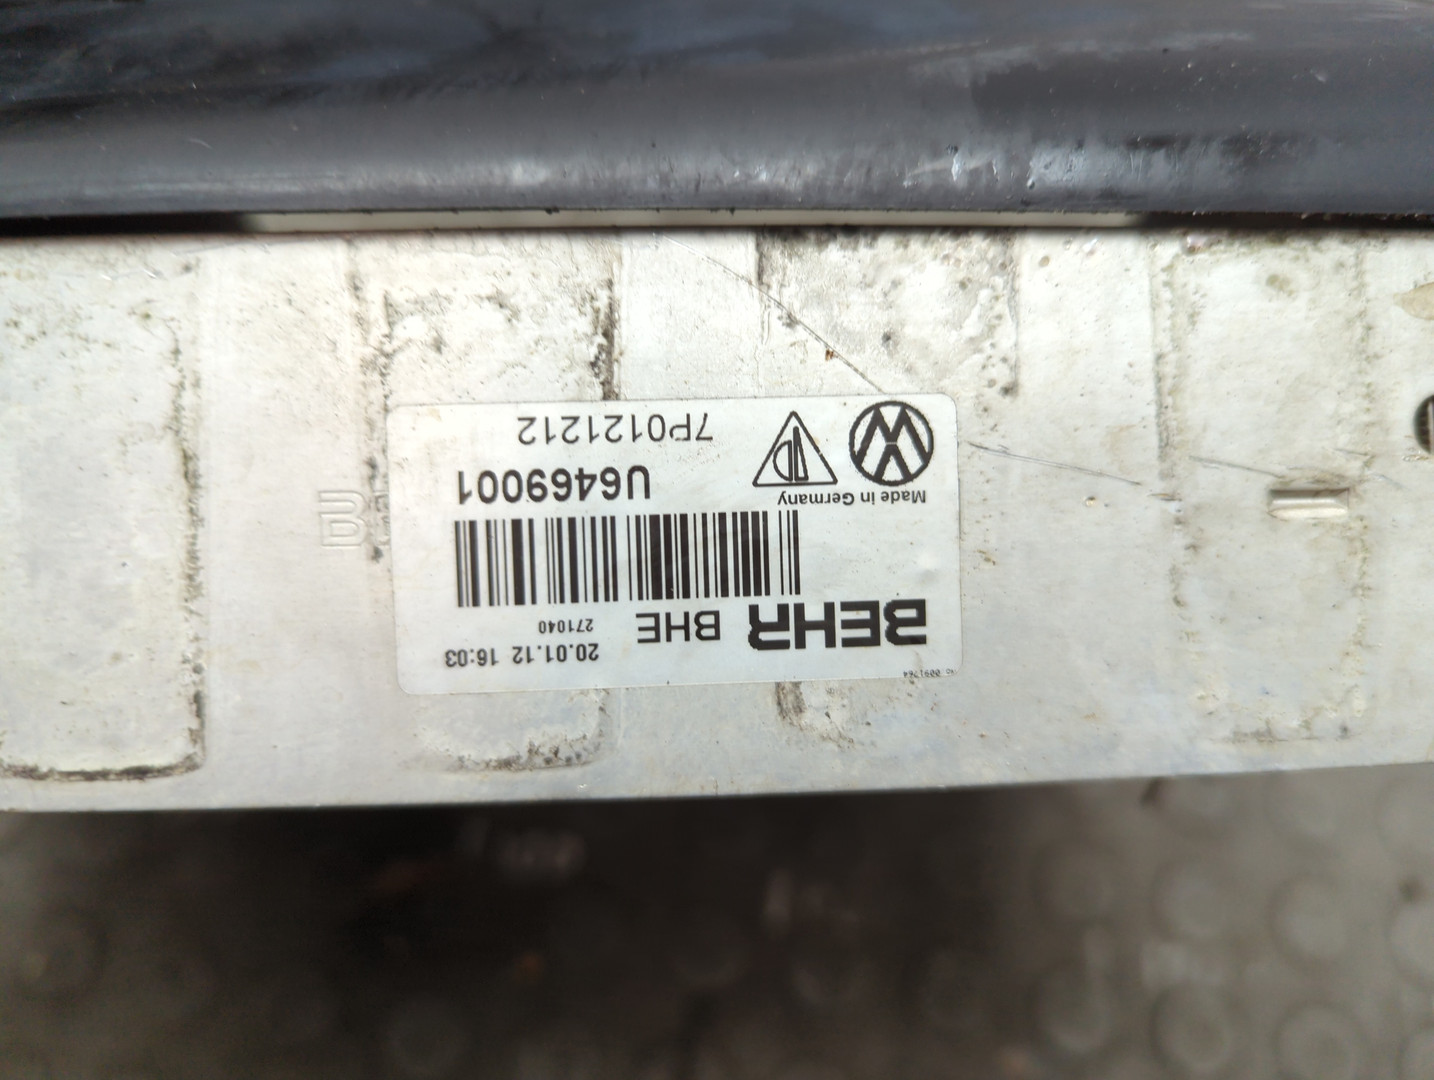 BEHR BHE
20.01.12 16:03
271040
Made in Germany
U6469001
7P0121212